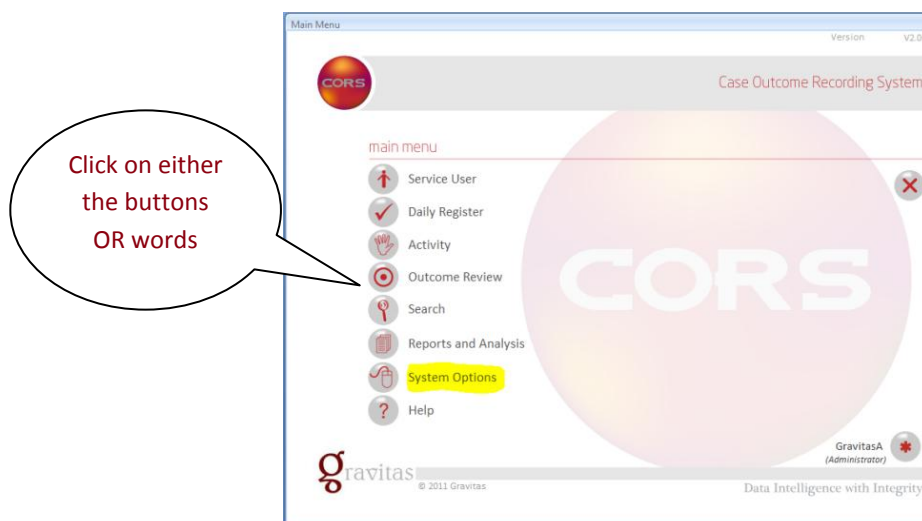 Main Menu
Version V2.0
CORS
Case Outcome Recording System
Click on either
the buttons
OR words
main menu
Service User
Daily Register
Activity
Outcome Review
CORS
Search
Reports and Analysis
System Options
? Help
GravitasA
(Administrator)
gravitas
© 2011 Gravitas
Data Intelligence with Integrity